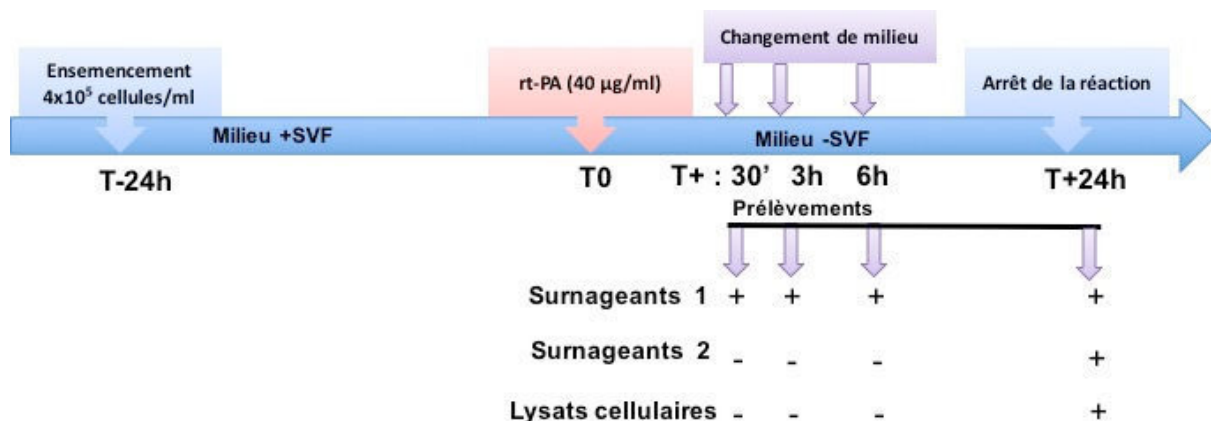 Changement de milieu
Ensemencement
4x10⁵ cellules/ml
rt-PA (40 µg/ml)
Arrêt de la réaction
Milieu +SVF
Milieu -SVF
T-24h
T0
T+ : 30’ 3h 6h
T+24h
Prélèvements
Surnageants 1 + + + +
Surnageants 2 - - - +
Lysats cellulaires - - - +